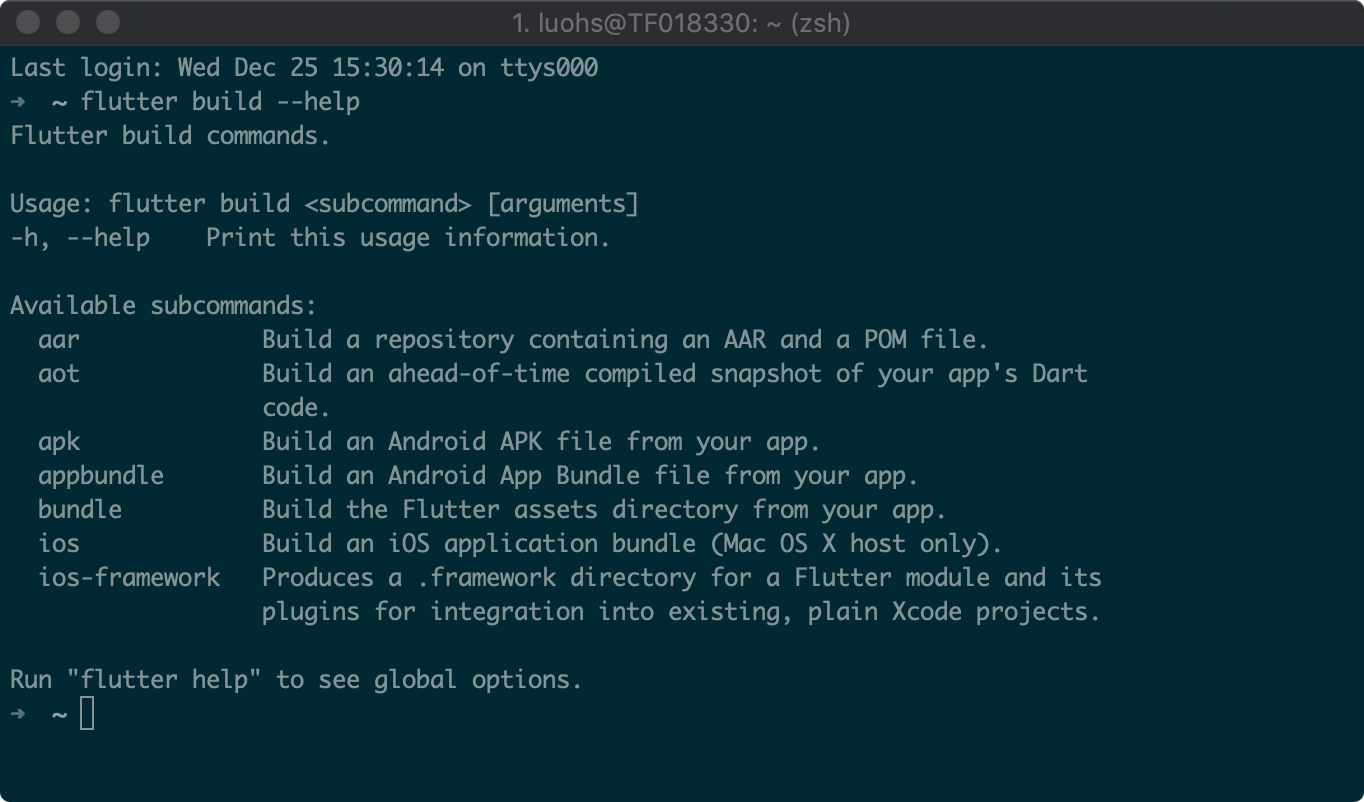 1. luohs@TF018330: ~ (zsh)
Last login: Wed Dec 25 15:30:14 on ttys000
➜  ~ flutter build --help
Flutter build commands.

Usage: flutter build <subcommand> [arguments]
-h, --help    Print this usage information.

Available subcommands:
  aar             Build a repository containing an AAR and a POM file.
  aot             Build an ahead-of-time compiled snapshot of your app's Dart
                  code.
  apk             Build an Android APK file from your app.
  appbundle       Build an Android App Bundle file from your app.
  bundle          Build the Flutter assets directory from your app.
  ios             Build an iOS application bundle (Mac OS X host only).
  ios-framework   Produces a .framework directory for a Flutter module and its
                  plugins for integration into existing, plain Xcode projects.

Run "flutter help" to see global options.
➜  ~